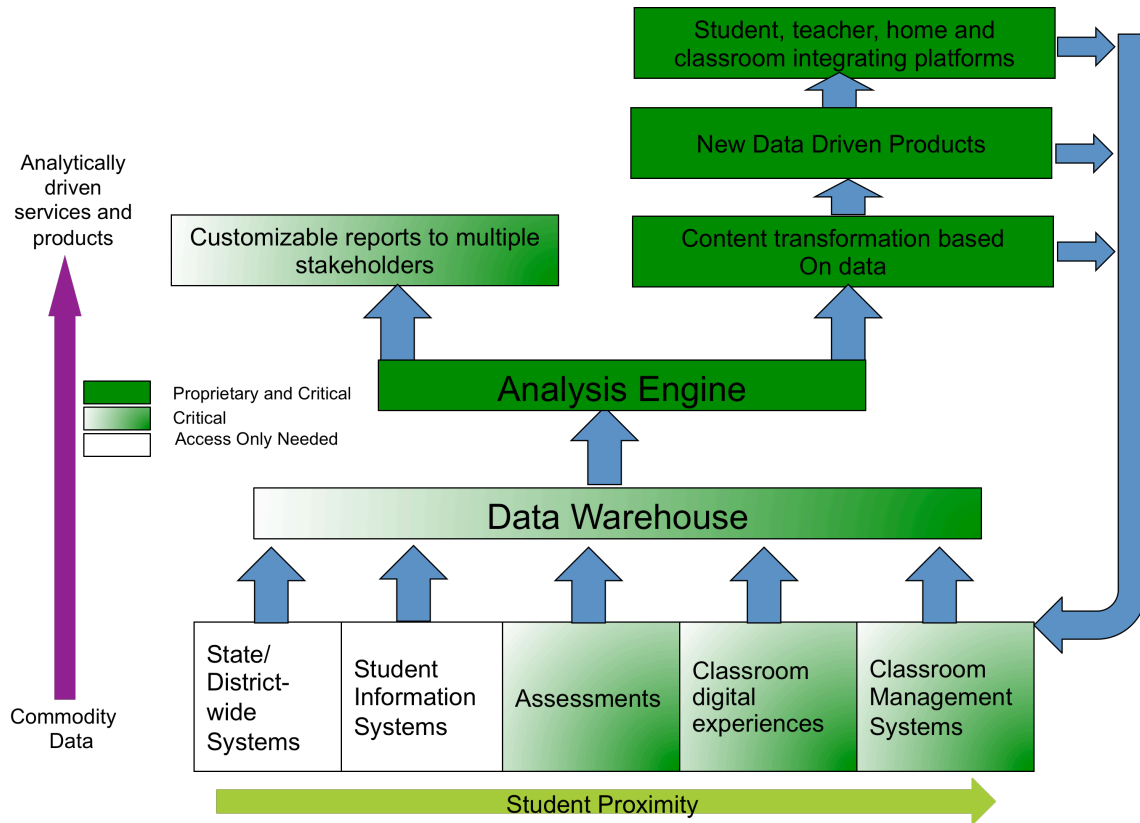 Student, teacher, home and
classroom integrating platforms
New Data Driven Products
Analytically
driven
services and
products
Customizable reports to multiple
stakeholders
Content transformation based
On data
Analysis Engine
Proprietary and Critical
Critical
Access Only Needed
Data Warehouse
State/
District-
wide
Systems
Student
Information
Systems
Assessments
Classroom
digital
experiences
Classroom
Management
Systems
Commodity
Data
Student Proximity